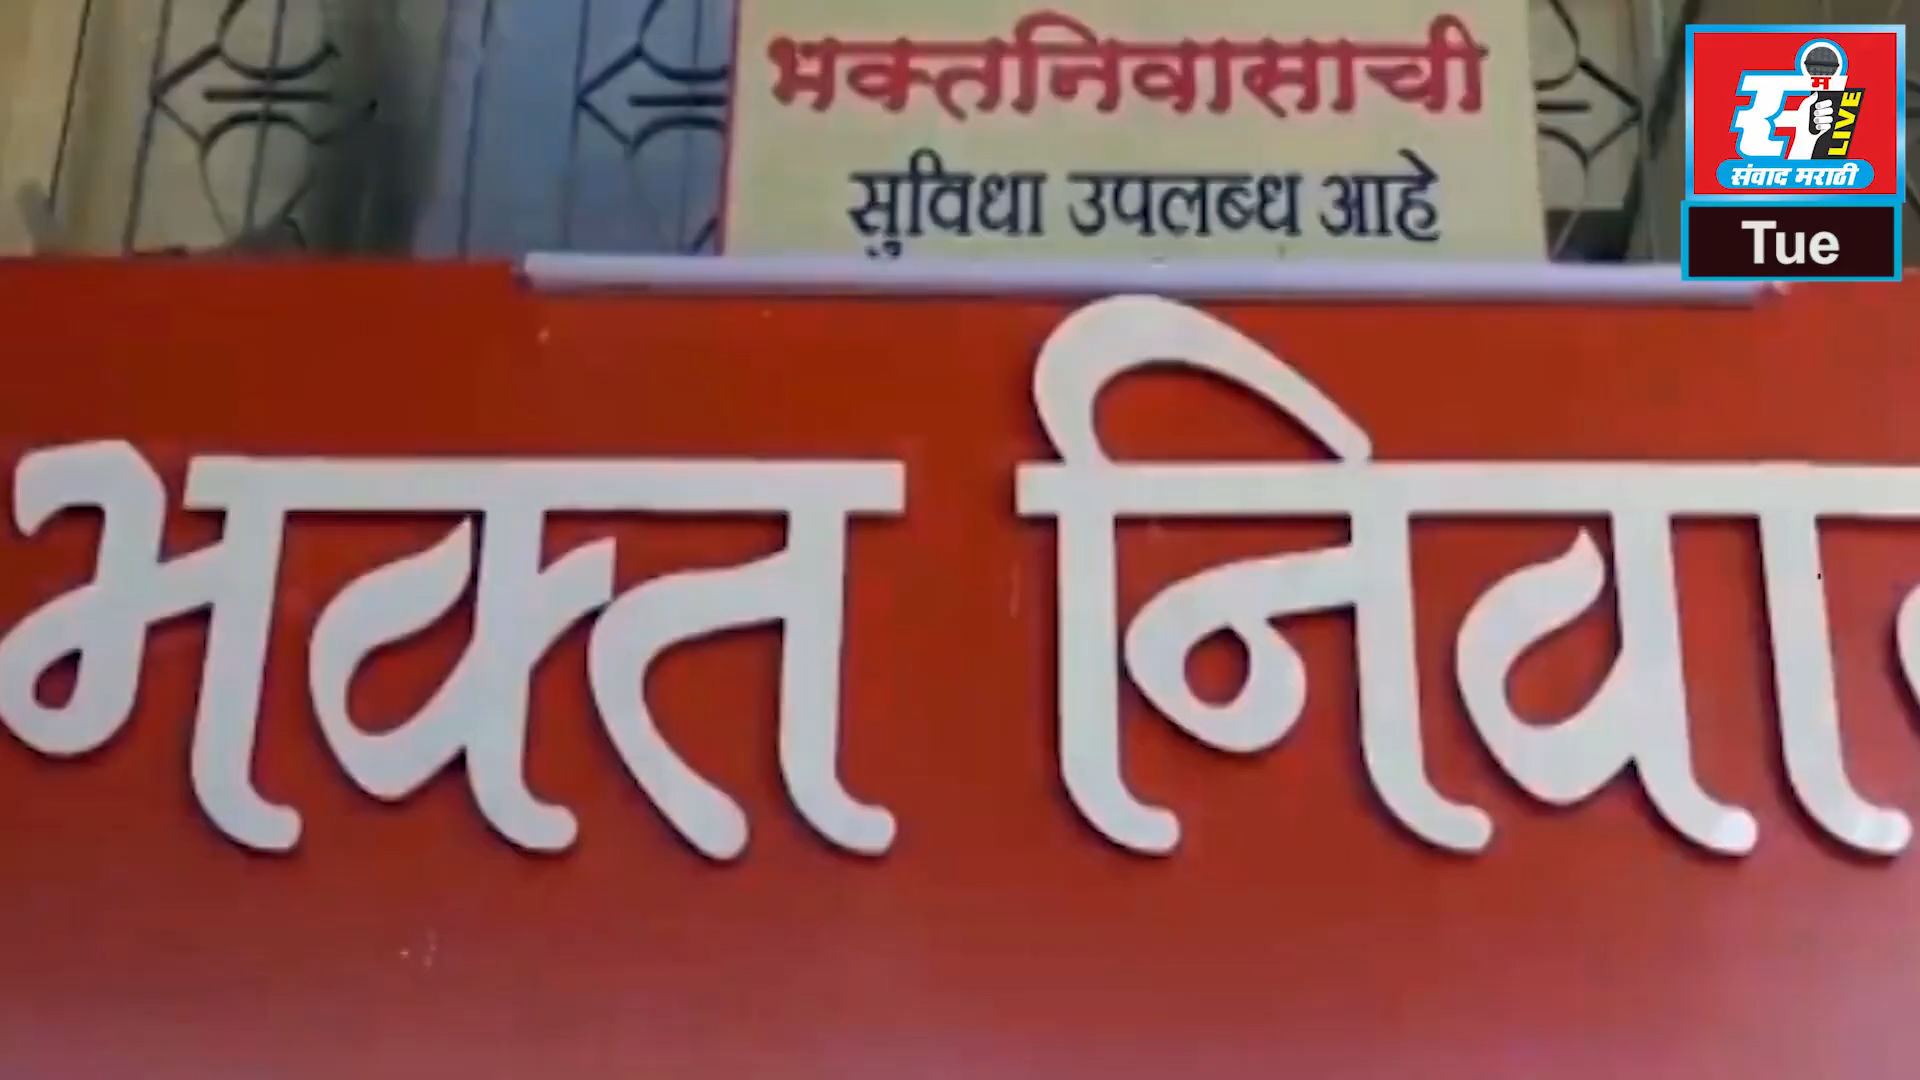 भक्तनिवासाची
सुविधा उपलब्ध आहे
स
म
LIVE
संवाद मराठी
Tue
भक्त निवा